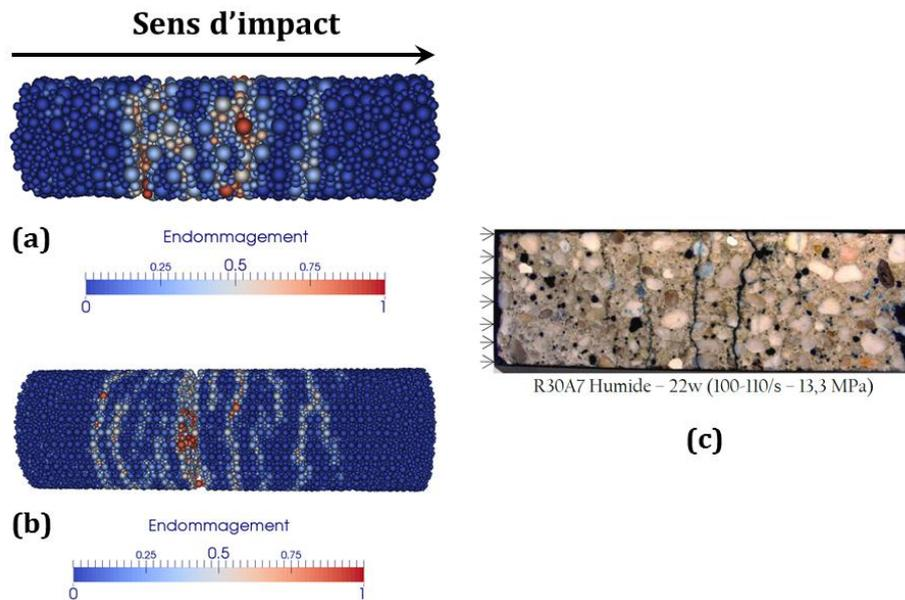 Sens d’impact
(a)
Endommagement
0.25 0.5 0.75
0 1
(b)
Endommagement
0.25 0.5 0.75
0 1
R30A7 Humide – 22w (100-110/s – 13,3 MPa)
(c)